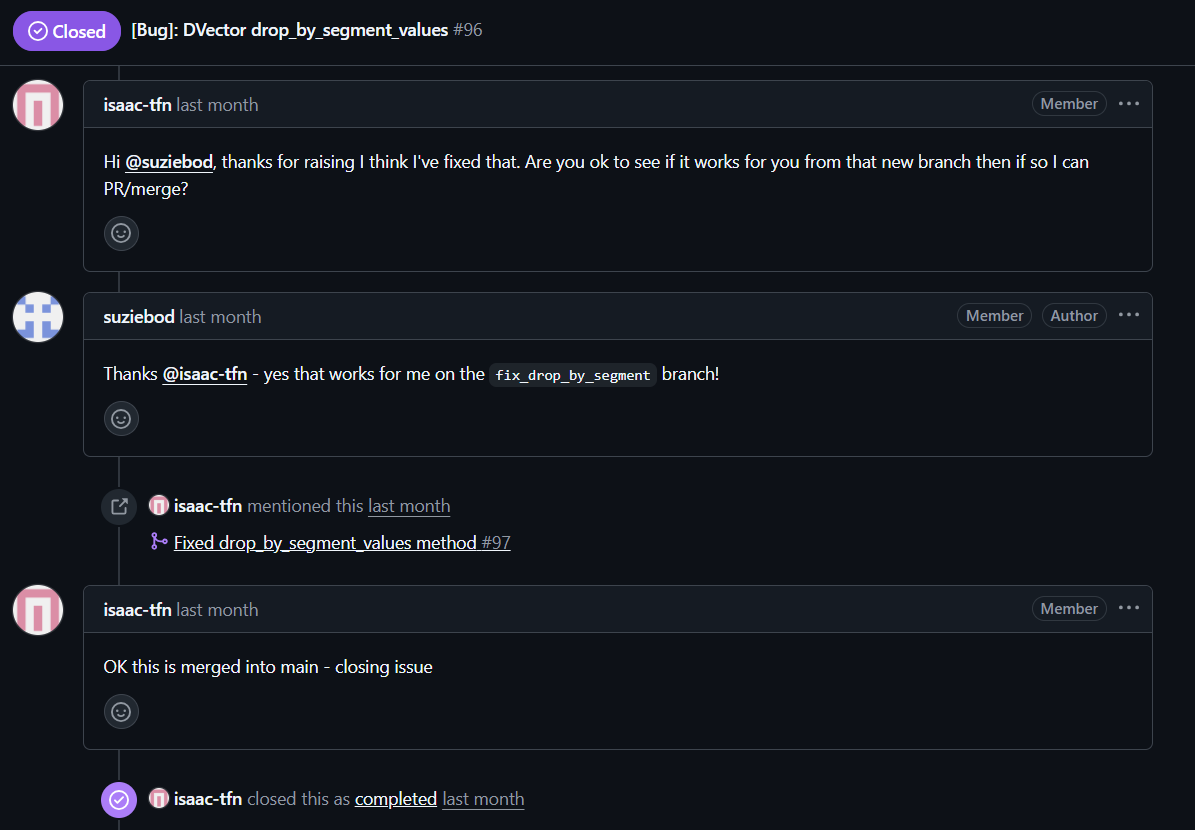 Closed [Bug]: DVector drop_by_segment_values #96
isaac-tfn last month Member
Hi @suziebod, thanks for raising I think I've fixed that. Are you ok to see if it works for you from that new branch then if so I can
PR/merge?
suziebod last month Member Author
Thanks @isaac-tfn - yes that works for me on the fix_drop_by_segment branch!
isaac-tfn mentioned this last month
Fixed drop_by_segment_values method #97
isaac-tfn last month Member
OK this is merged into main - closing issue
isaac-tfn closed this as completed last month